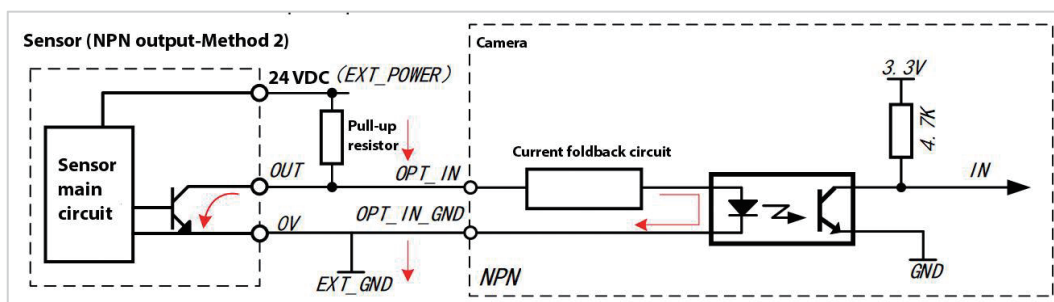 Sensor (NPN output-Method 2)
Camera
24 VDC (EXT_POWER)
3.3V
Pull-up
resistor
4.7K
Sensor
main
circuit
OUT
OPT_IN
Current foldback circuit
IN
0V
OPT_IN_GND
EXT_GND
NPN
GND